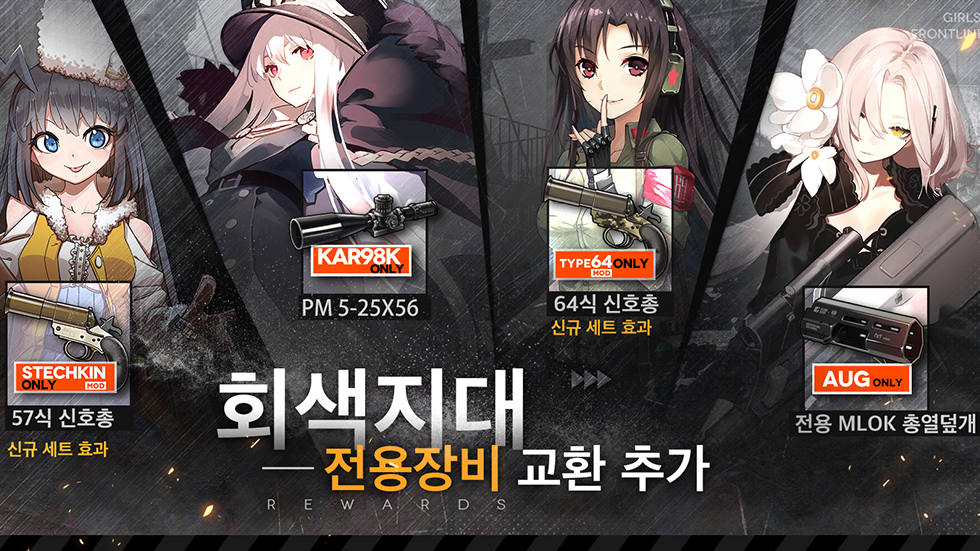 GIRLS
FRONTLINE
KAR98K
ONLY
PM 5-25X56
TYPE64 ONLY
MOD
64식 신호총
신규 세트 효과
STECHKIN
ONLY MOD
57식 신호총
신규 세트 효과
AUG ONLY
전용 MLOK 총열덮개
회색지대
전용장비 교환 추가
REWARDS